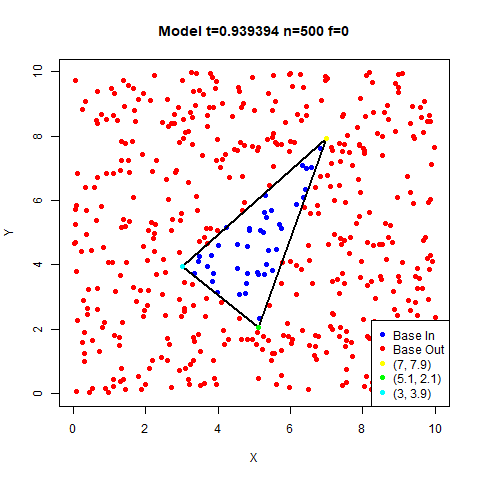 Model t=0.939394 n=500 f=0
10
8
6
4
2
0
Y
Base In
Base Out
(7, 7.9)
(5.1, 2.1)
(3, 3.9)
0 2 4 6 8 10
X